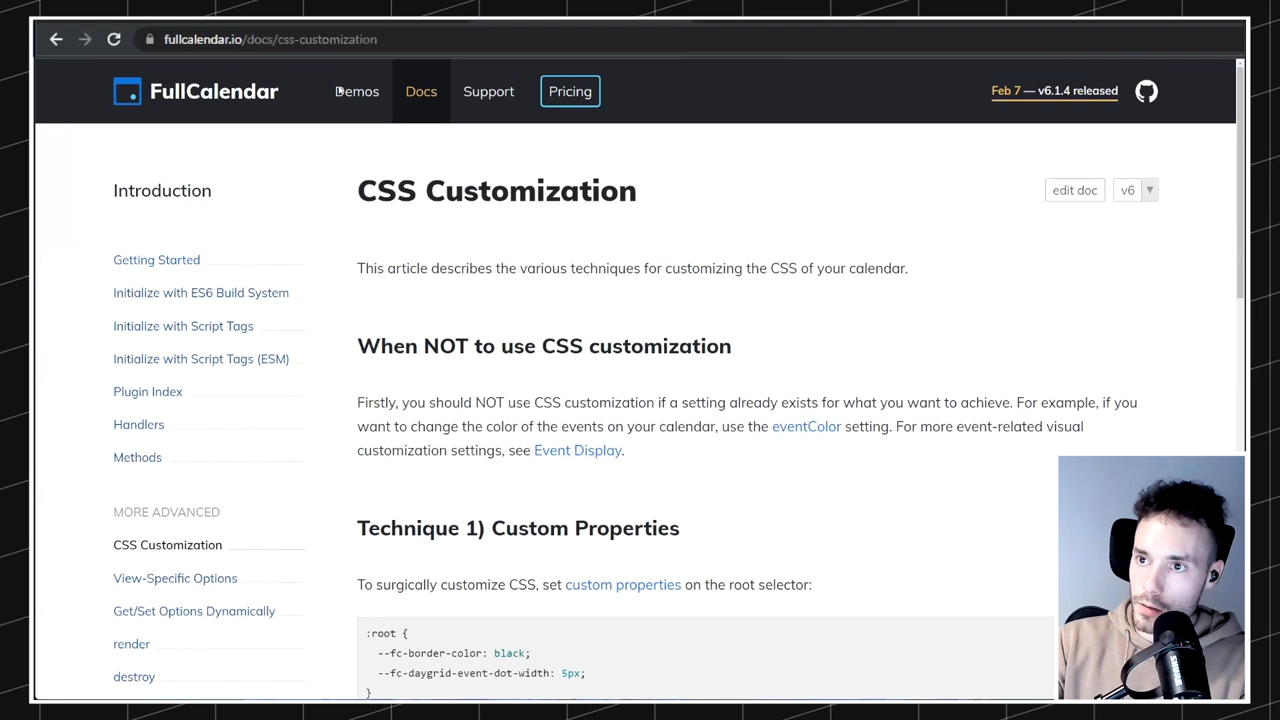 fullcalendar.io/docs/css-customization
FullCalendar
Demos
Docs
Support
Pricing
Feb 7 — v6.1.4 released
Introduction
Getting Started
Initialize with ES6 Build System
Initialize with Script Tags
Initialize with Script Tags (ESM)
Plugin Index
Handlers
Methods
MORE ADVANCED
CSS Customization
View-Specific Options
Get/Set Options Dynamically
render
destroy
CSS Customization
edit doc
v6
This article describes the various techniques for customizing the CSS of your calendar.
When NOT to use CSS customization
Firstly, you should NOT use CSS customization if a setting already exists for what you want to achieve. For example, if you
want to change the color of the events on your calendar, use the eventColor setting. For more event-related visual
customization settings, see Event Display.
Technique 1) Custom Properties
To surgically customize CSS, set custom properties on the root selector:
:root {
--fc-border-color: black;
--fc-daygrid-event-dot-width: 5px;
}
SHURE